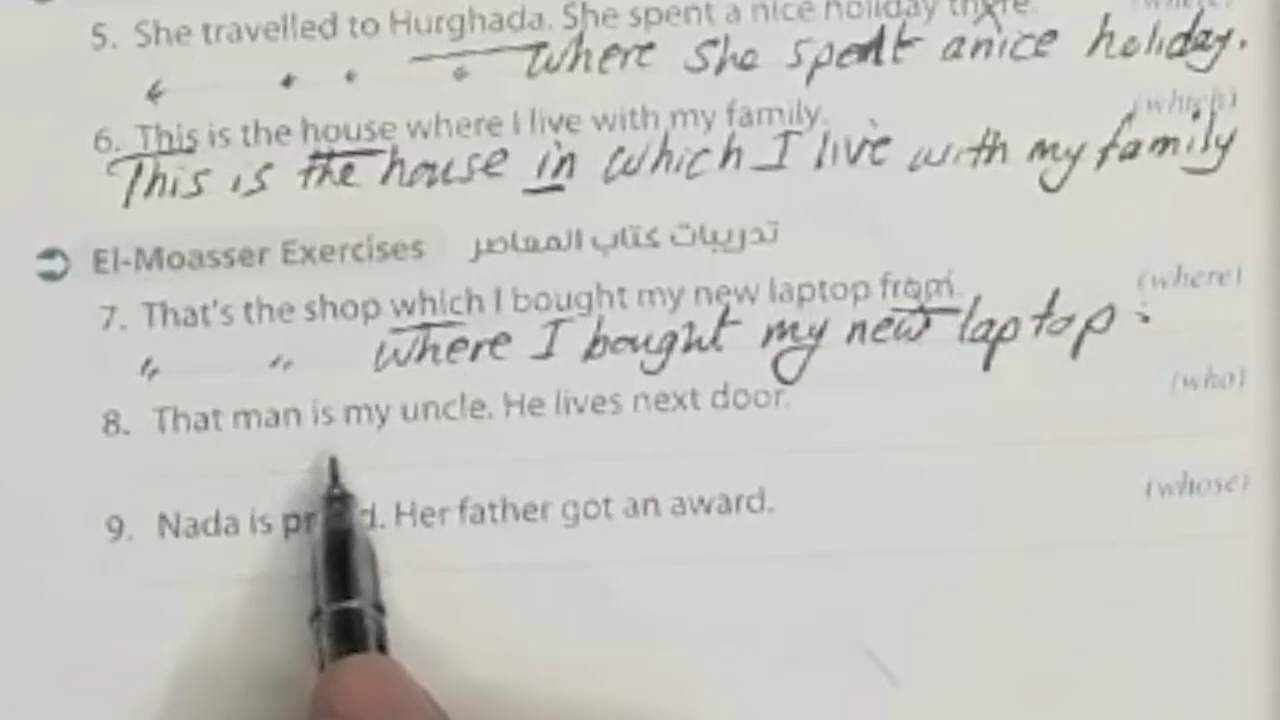 5. She travelled to Hurghada. She spent a nice holiday there. (where)
where She spent a nice holiday.
6. This is the house where I live with my family. (which)
This is the house in which I live with my family
El-Moasser Exercises تدريبات كتاب المعاصر
7. That's the shop which I bought my new laptop from. (where)
" " where I bought my new laptop.
8. That man is my uncle. He lives next door. (who)
9. Nada is pr d. Her father got an award. (whose)